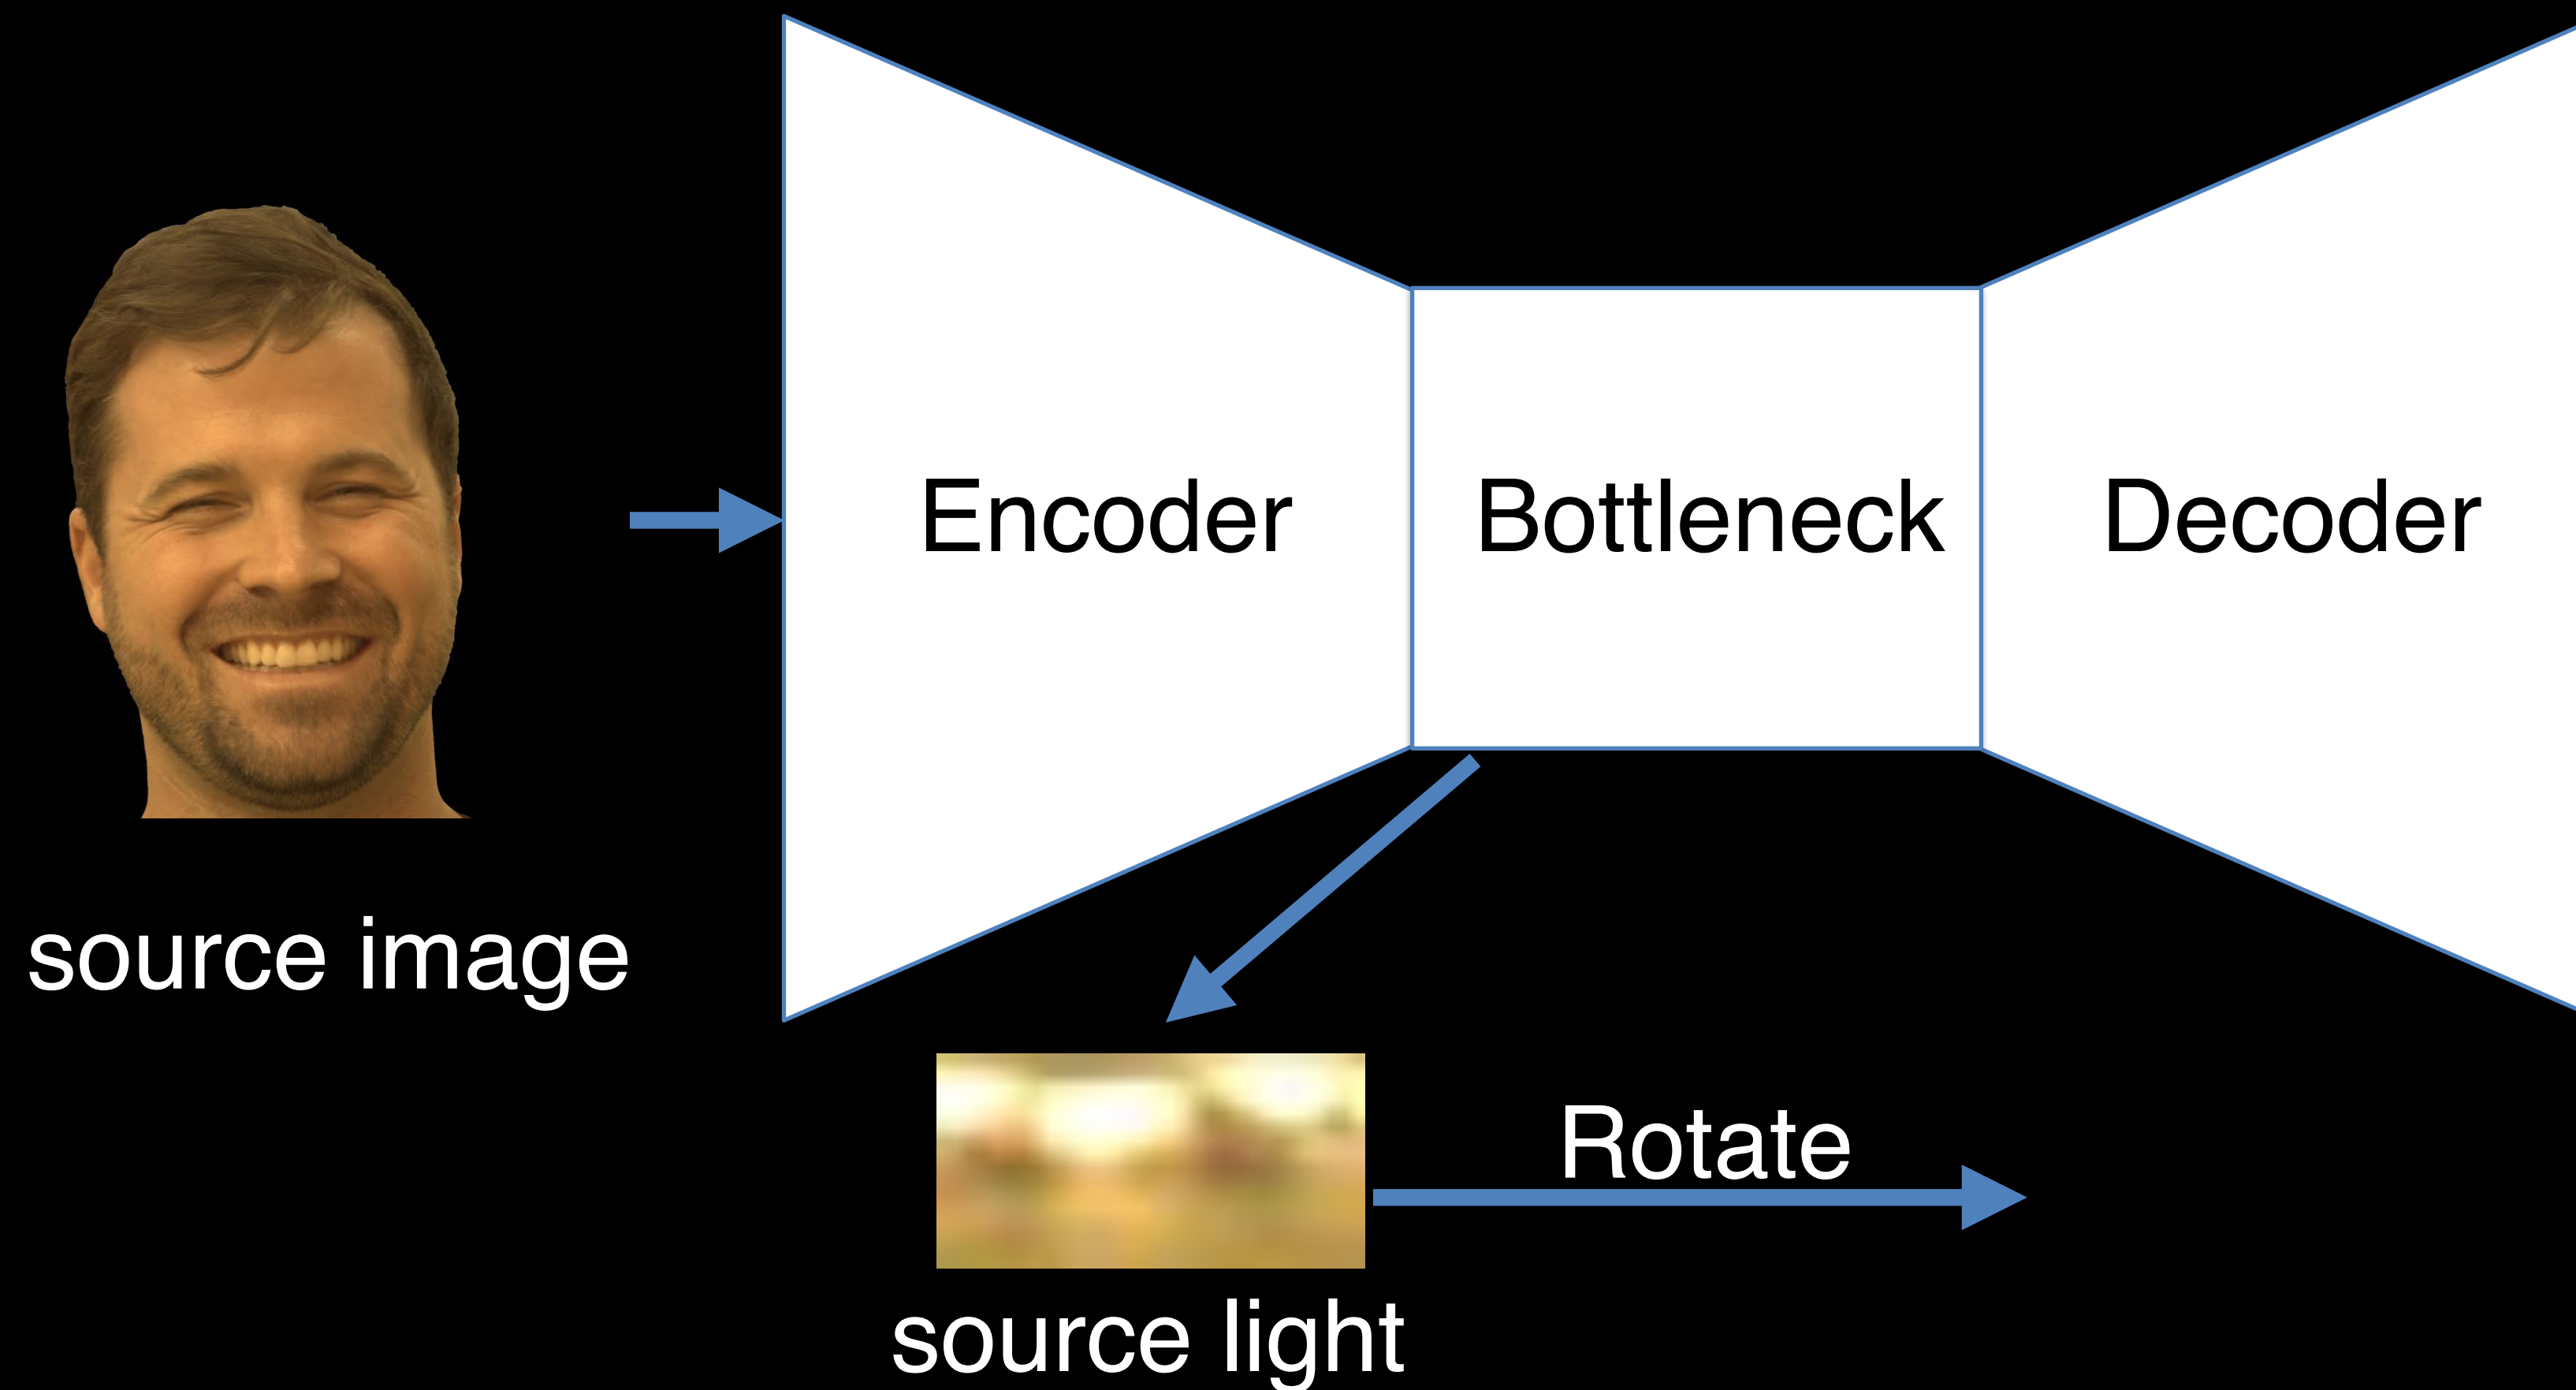 Encoder
Bottleneck
Decoder
source image
Rotate
source light